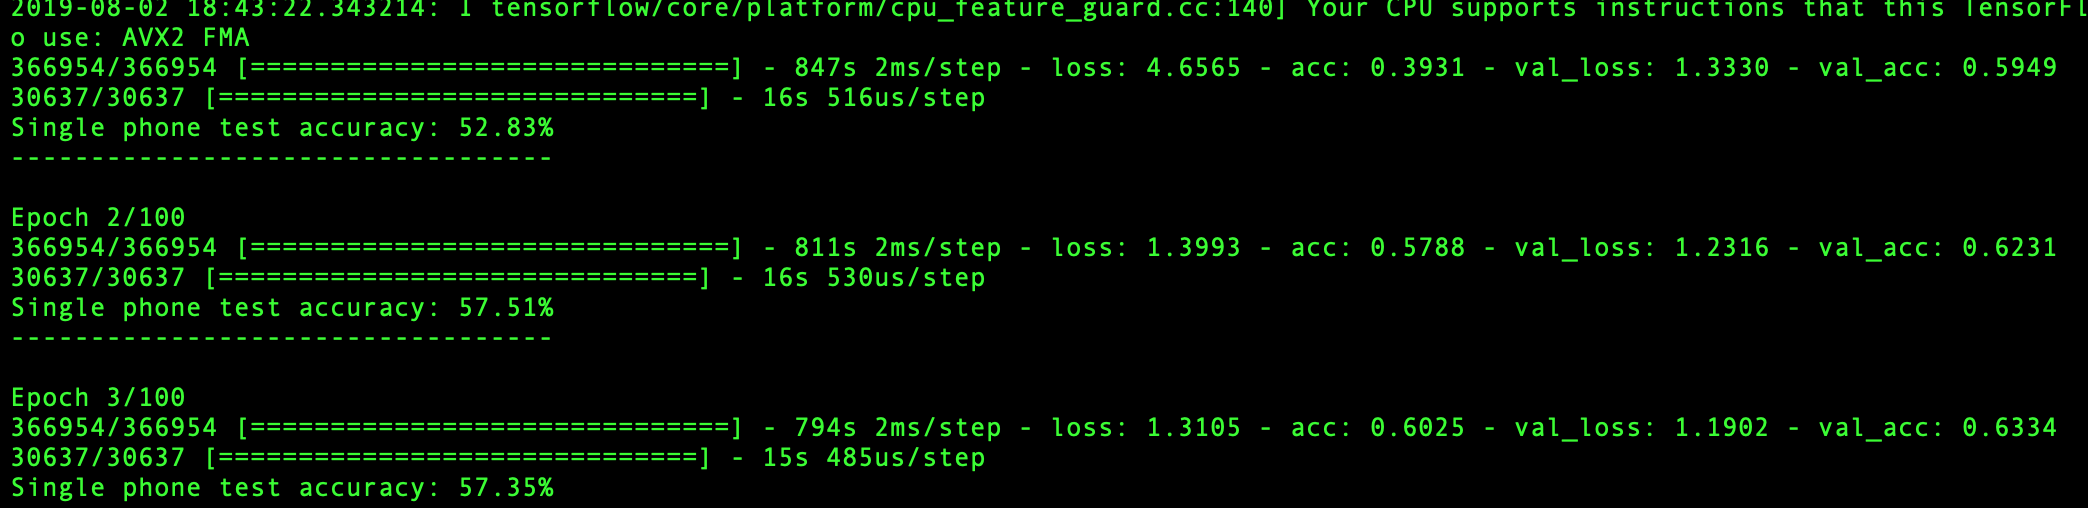 2019-08-02 18:43:22.343214: I tensorflow/core/platform/cpu_feature_guard.cc:140] Your CPU supports instructions that this TensorFl
o use: AVX2 FMA
366954/366954 [==============================] - 847s 2ms/step - loss: 4.6565 - acc: 0.3931 - val_loss: 1.3330 - val_acc: 0.5949
30637/30637 [==============================] - 16s 516us/step
Single phone test accuracy: 52.83%
----------------------------------
Epoch 2/100
366954/366954 [==============================] - 811s 2ms/step - loss: 1.3993 - acc: 0.5788 - val_loss: 1.2316 - val_acc: 0.6231
30637/30637 [==============================] - 16s 530us/step
Single phone test accuracy: 57.51%
----------------------------------
Epoch 3/100
366954/366954 [==============================] - 794s 2ms/step - loss: 1.3105 - acc: 0.6025 - val_loss: 1.1902 - val_acc: 0.6334
30637/30637 [==============================] - 15s 485us/step
Single phone test accuracy: 57.35%